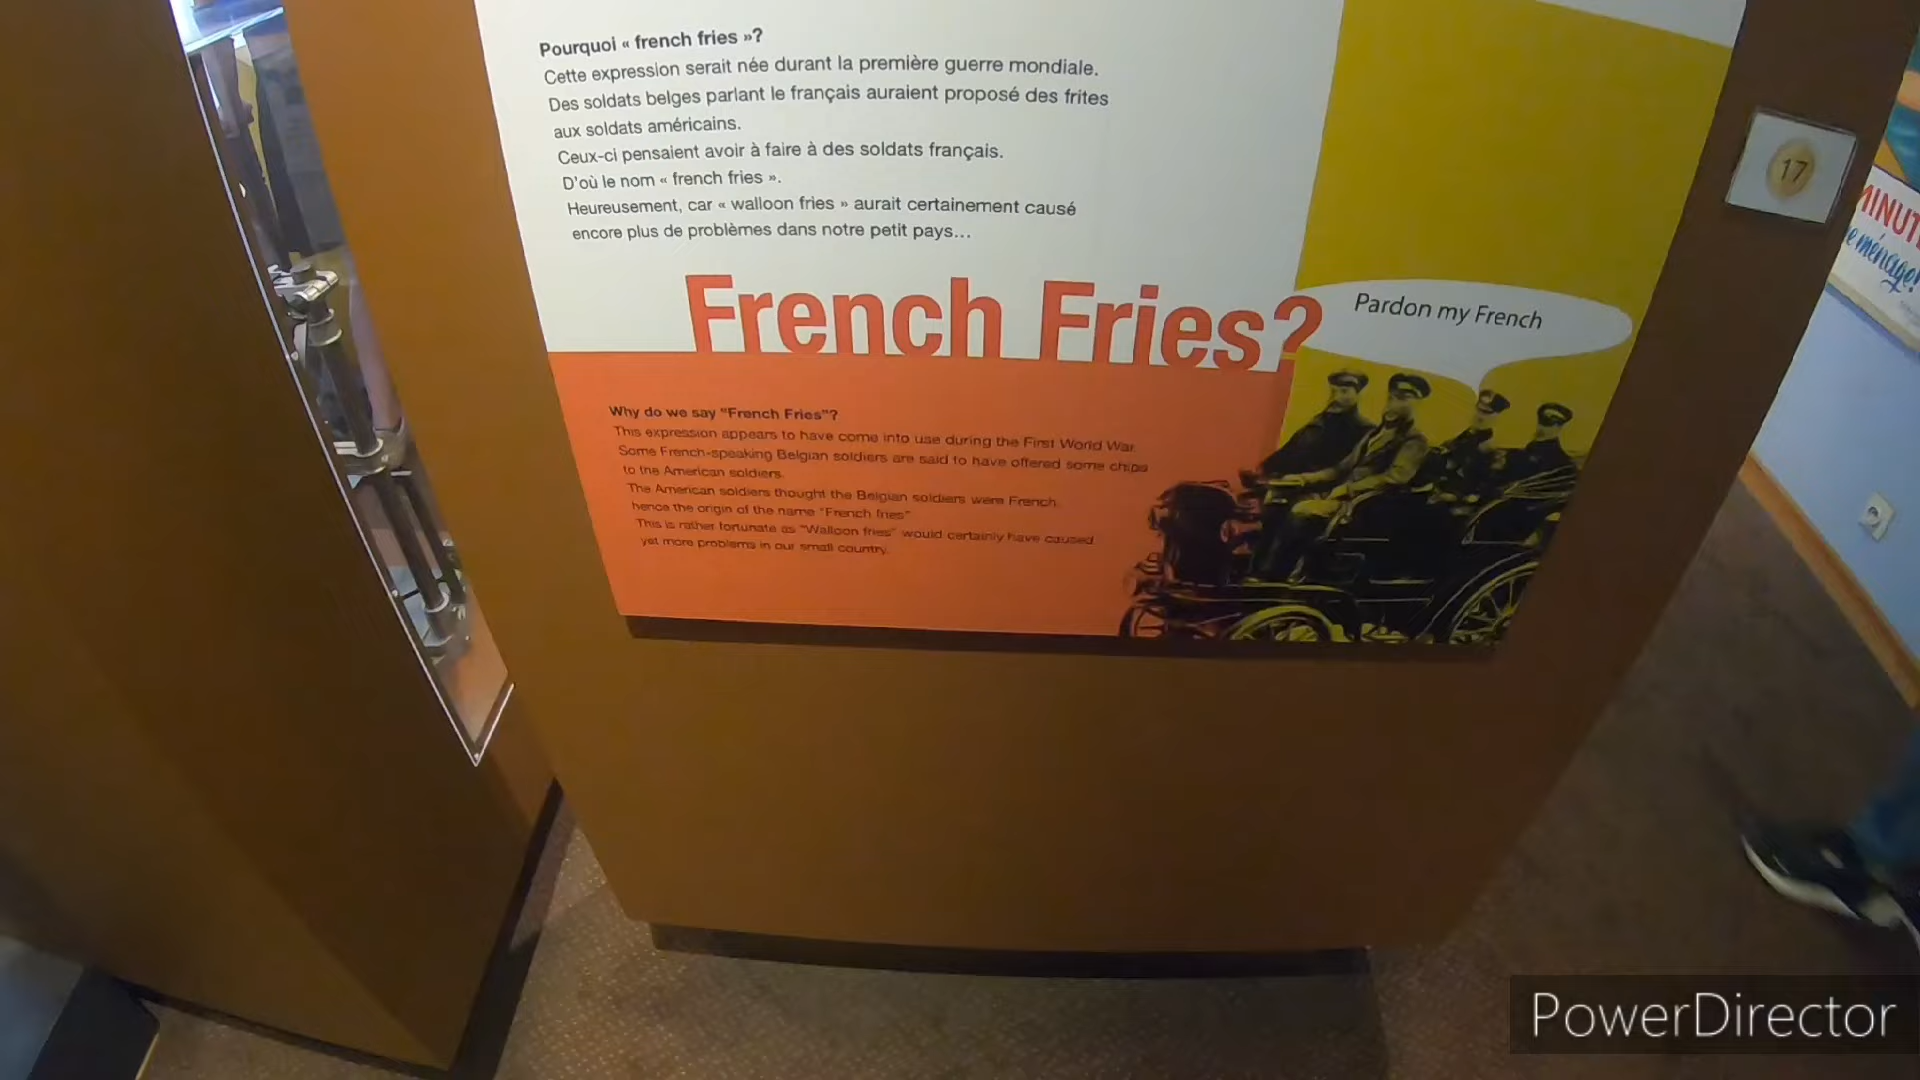 Pourquoi « french fries »?
Cette expression serait née durant la première guerre mondiale.
Des soldats belges parlant le français auraient proposé des frites
aux soldats américains.
Ceux-ci pensaient avoir à faire à des soldats français.
D'où le nom « french fries ».
Heureusement, car « walloon fries » aurait certainement causé
encore plus de problèmes dans notre petit pays...
French Fries?
Pardon my French
Why do we say "French Fries"?
This expression appears to have come into use during the First World War.
Some French-speaking Belgian soldiers are said to have offered some chips
to the American soldiers.
The American soldiers thought the Belgian soldiers were French,
hence the origin of the name "French fries"
This is rather fortunate as "Walloon fries" would certainly have caused
yet more problems in our small country.
17
ménage!
PowerDirector